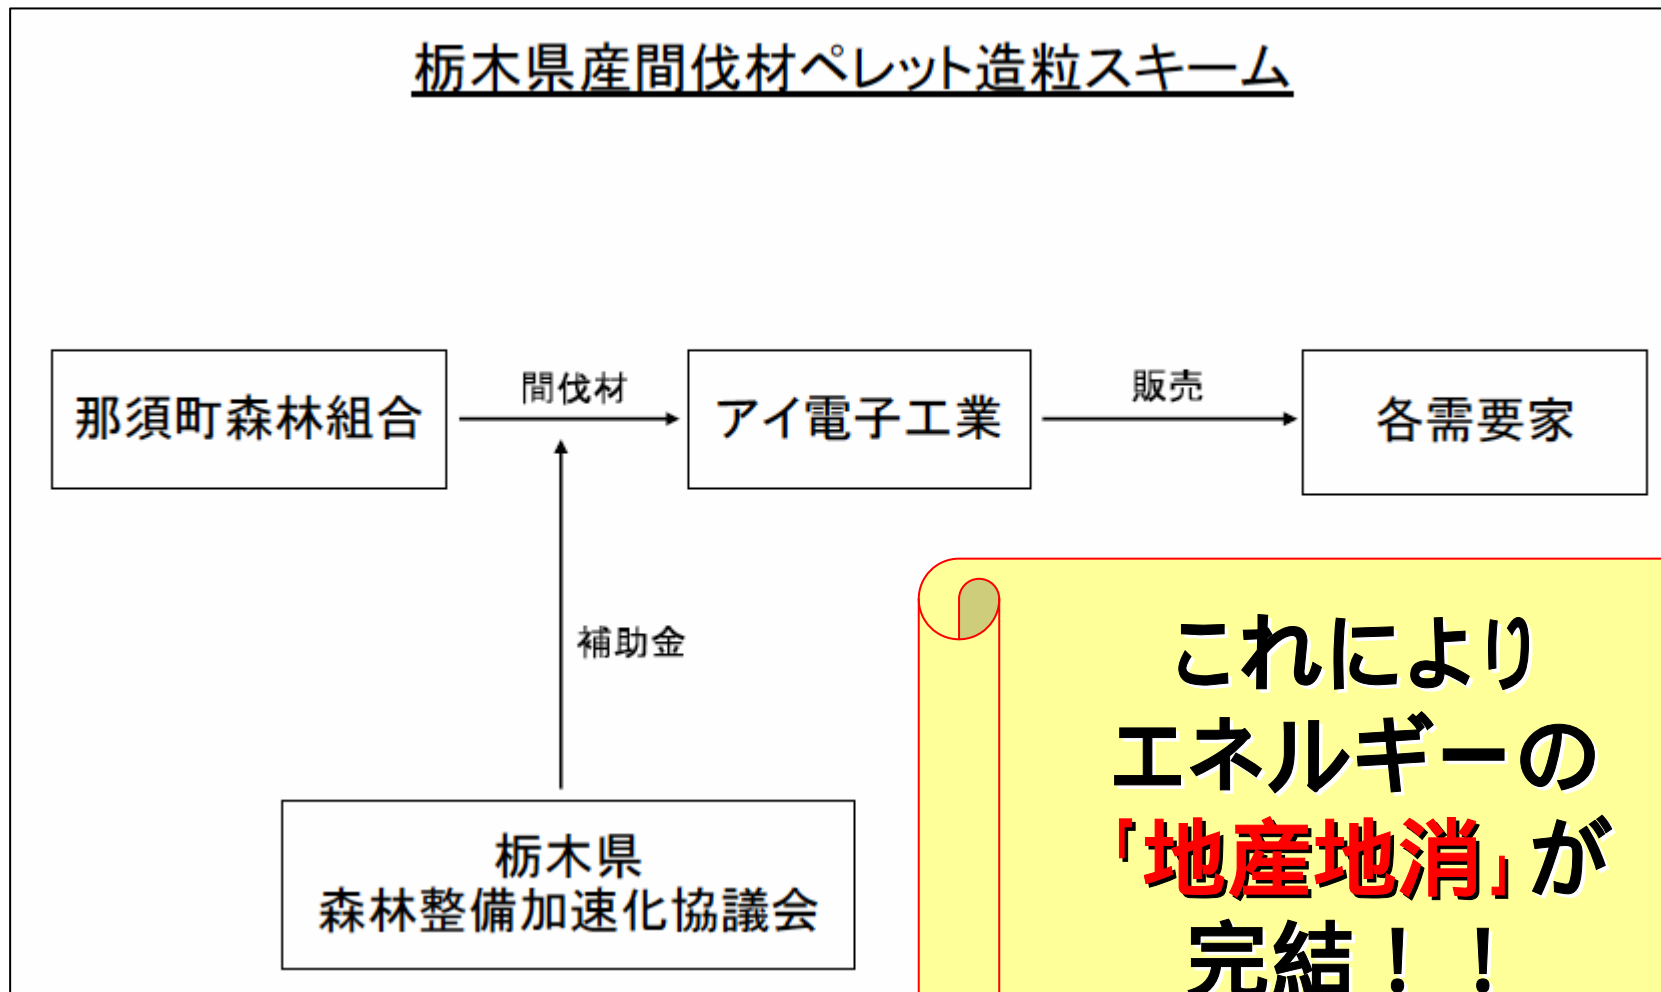 栃木県産間伐材ペレット造粒スキーム
那須町森林組合
間伐材
アイ電子工業
販売
各需要家
補助金
栃木県
森林整備加速化協議会
これにより
エネルギーの
「地産地消」が
完結！！